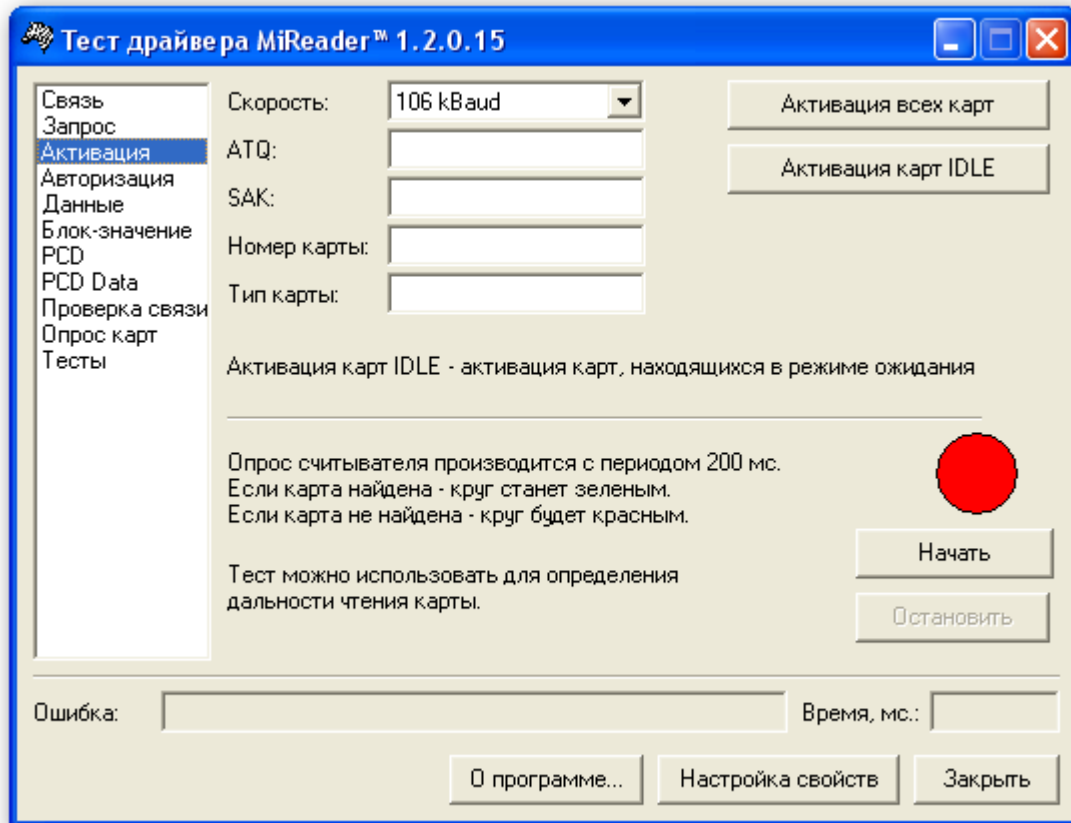 Тест драйвера MiReader™ 1.2.0.15
Связь
Запрос
Активация
Авторизация
Данные
Блок-значение
PCD
PCD Data
Проверка связи
Опрос карт
Тесты
Скорость: 106 kBaud
ATQ:
SAK:
Номер карты:
Тип карты:
Активация всех карт
Активация карт IDLE
Активация карт IDLE - активация карт, находящихся в режиме ожидания
Опрос считывателя производится с периодом 200 мс.
Если карта найдена - круг станет зеленым.
Если карта не найдена - круг будет красным.
Тест можно использовать для определения
дальности чтения карты.
Начать
Остановить
Ошибка:
Время, мс.:
О программе...
Настройка свойств
Закрыть